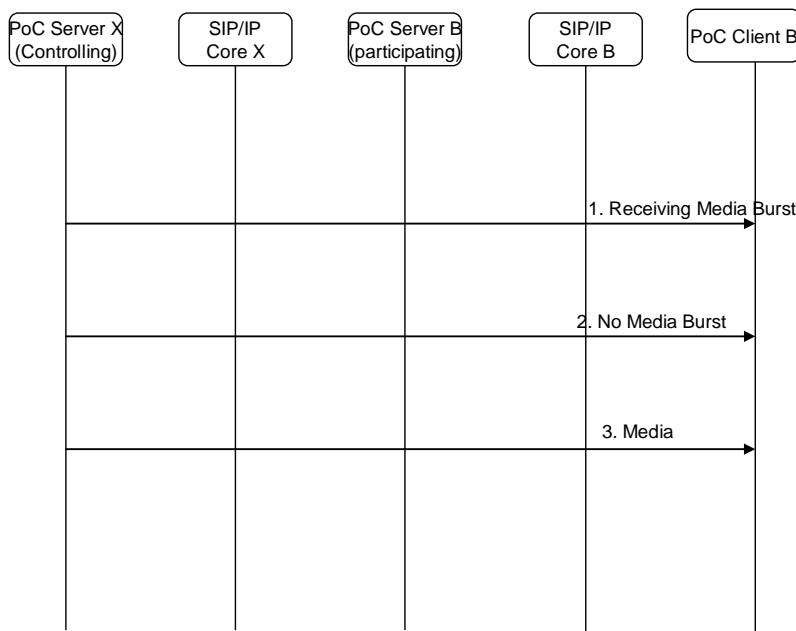 PoC Server X
(Controlling)
SIP/IP
Core X
PoC Server B
(participating)
SIP/IP
Core B
PoC Client B
1. Receiving Media Burst
2. No Media Burst
3. Media